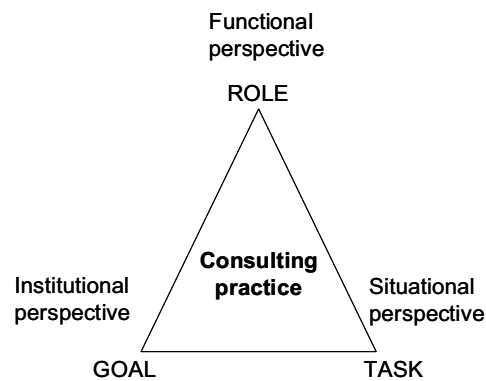 Functional
perspective
ROLE
Consulting
practice
Institutional
perspective
Situational
perspective
GOAL
TASK